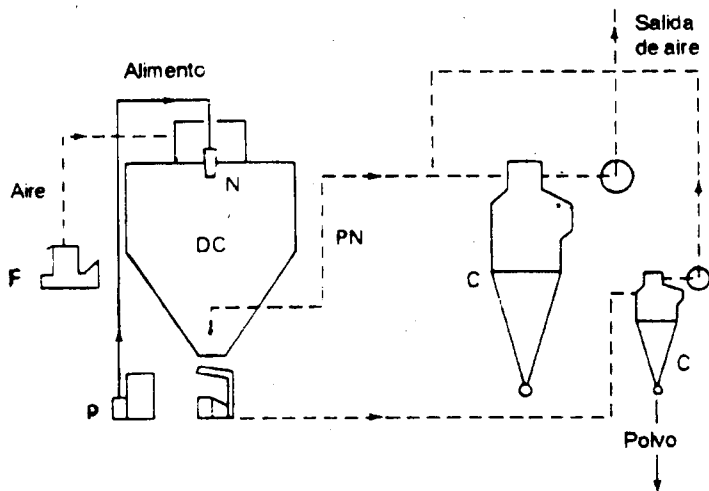 Salida
de aire
Alimento
N
Aire
DC
PN
F
C
C
P
Polvo